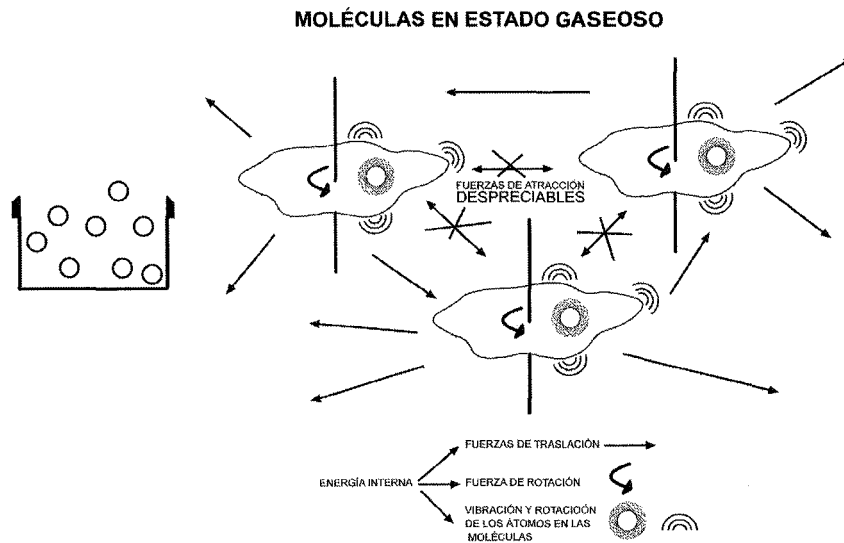 MOLÉCULAS EN ESTADO GASEOSO
FUERZAS DE ATRACCIÓN
DESPRECIABLES
FUERZAS DE TRASLACIÓN
ENERGÍA INTERNA
FUERZA DE ROTACIÓN
VIBRACIÓN Y ROTACIOÓN
DE LOS ÁTOMOS EN LAS
MOLÉCULAS